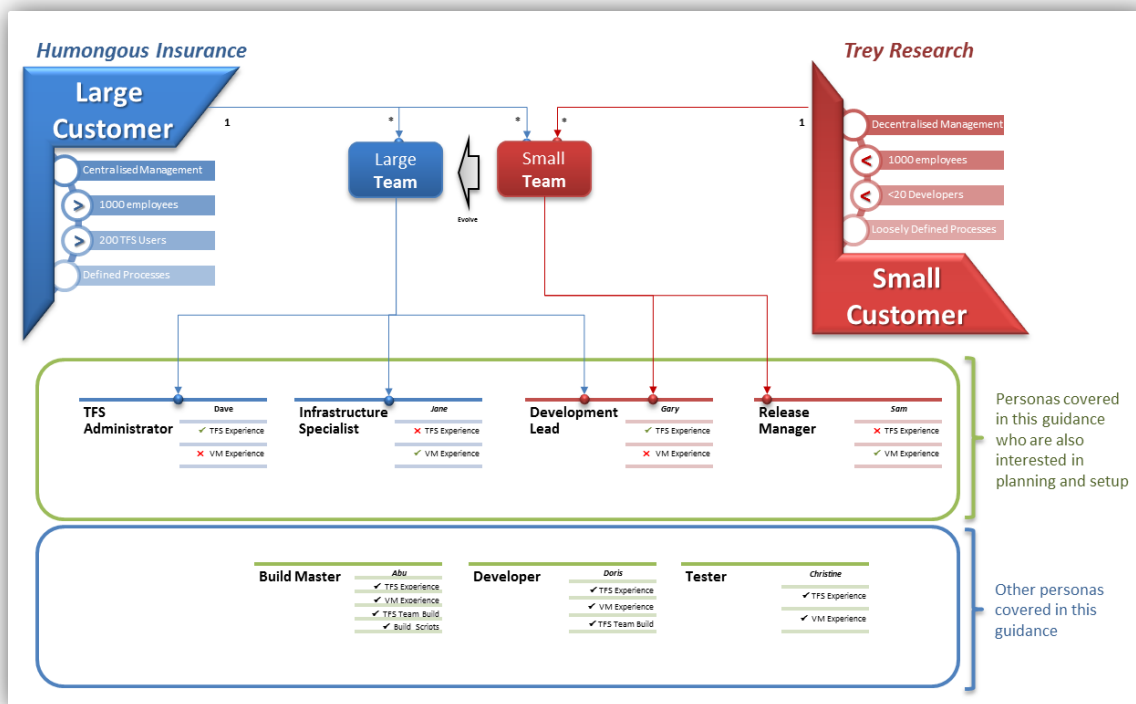 Humongous Insurance
Large
Customer
Centralised Management
> 1000 employees
> 200 TFS Users
Defined Processes
1
*
*
*
1
Large
Team
Small
Team
Evolve
Trey Research
Decentralised Management
< 1000 employees
< <20 Developers
Loosely Defined Processes
Small
Customer
TFS
Administrator
Dave
✓ TFS Experience
× VM Experience
Infrastructure
Specialist
Jane
× TFS Experience
✓ VM Experience
Development
Lead
Gary
✓ TFS Experience
× VM Experience
Release
Manager
Sam
× TFS Experience
✓ VM Experience
Personas covered
in this guidance
who are also
interested in
planning and setup
Build Master
Abu
✓ TFS Experience
✓ VM Experience
✓ TFS Team Build
✓ Build Scripts
Developer
Doris
✓ TFS Experience
✓ VM Experience
✓ TFS Team Build
Tester
Christine
✓ TFS Experience
✓ VM Experience
Other personas
covered in this
guidance